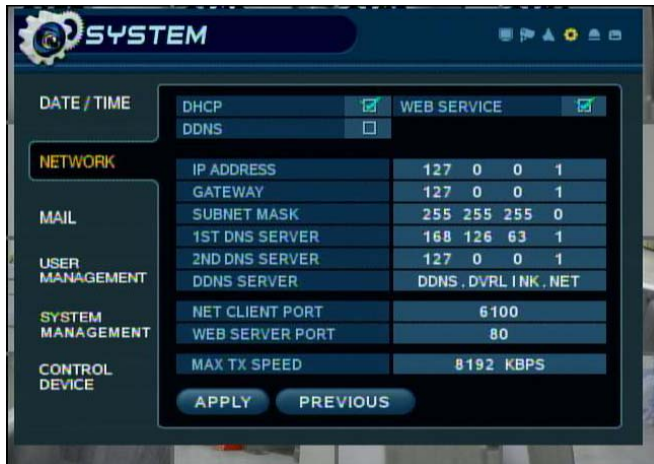 SYSTEM
DATE / TIME
NETWORK
MAIL
USER
MANAGEMENT
SYSTEM
MANAGEMENT
CONTROL
DEVICE
DHCP WEB SERVICE
DDNS
IP ADDRESS 127 0 0 1
GATEWAY 127 0 0 1
SUBNET MASK 255 255 255 0
1ST DNS SERVER 168 126 63 1
2ND DNS SERVER 127 0 0 1
DDNS SERVER DDNS.DVRLINK.NET
NET CLIENT PORT 6100
WEB SERVER PORT 80
MAX TX SPEED 8192 KBPS
APPLY PREVIOUS